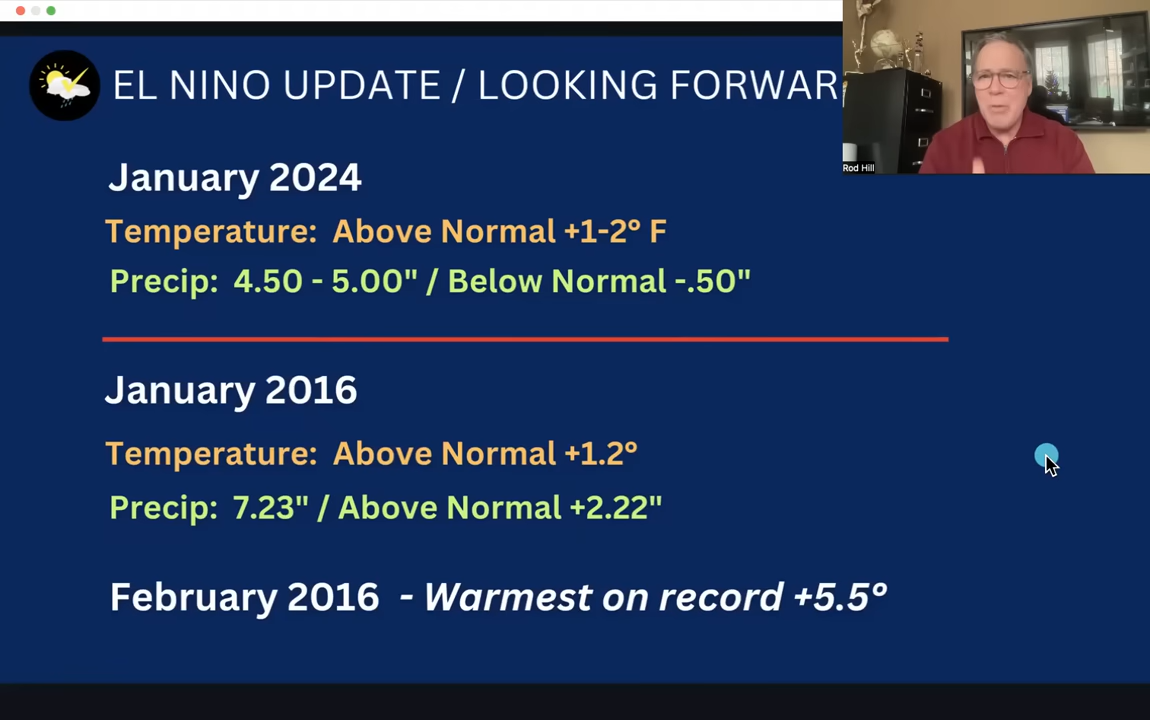 EL NINO UPDATE / LOOKING FORWAR
Rod Hill
January 2024
Temperature: Above Normal +1-2° F
Precip: 4.50 - 5.00" / Below Normal -.50"
January 2016
Temperature: Above Normal +1.2°
Precip: 7.23" / Above Normal +2.22"
February 2016 - Warmest on record +5.5°